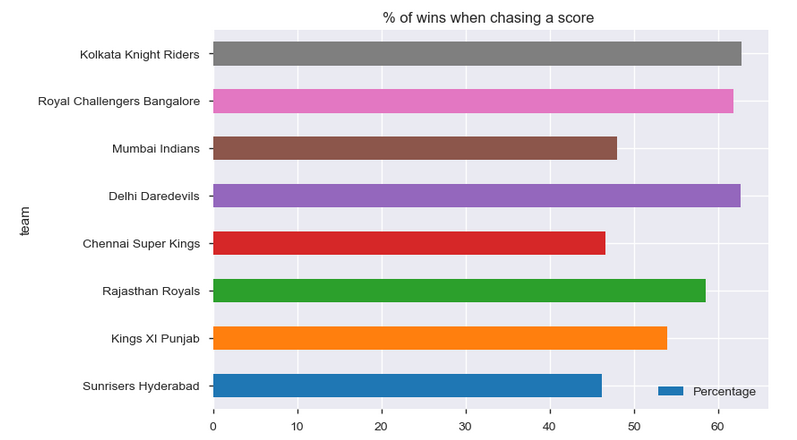 % of wins when chasing a score
Kolkata Knight Riders
Royal Challengers Bangalore
Mumbai Indians
Delhi Daredevils
Chennai Super Kings
Rajasthan Royals
Kings XI Punjab
Sunrisers Hyderabad
team
Percentage
0 10 20 30 40 50 60